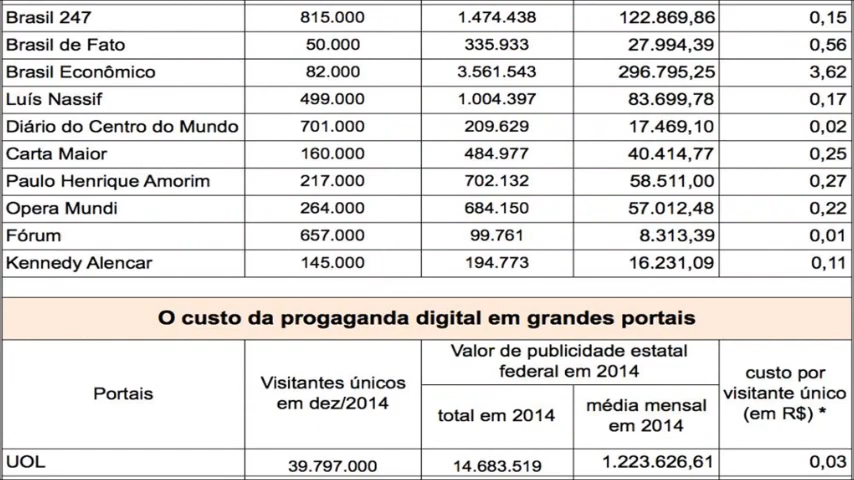 Brasil 247 815.000 1.474.438 122.869,86 0,15
Brasil de Fato 50.000 335.933 27.994,39 0,56
Brasil Econômico 82.000 3.561.543 296.795,25 3,62
Luís Nassif 499.000 1.004.397 83.699,78 0,17
Diário do Centro do Mundo 701.000 209.629 17.469,10 0,02
Carta Maior 160.000 484.977 40.414,77 0,25
Paulo Henrique Amorim 217.000 702.132 58.511,00 0,27
Opera Mundi 264.000 684.150 57.012,48 0,22
Fórum 657.000 99.761 8.313,39 0,01
Kennedy Alencar 145.000 194.773 16.231,09 0,11
O custo da progaganda digital em grandes portais
Portais
Visitantes únicos
em dez/2014
Valor de publicidade estatal
federal em 2014
total em 2014
média mensal
em 2014
custo por
visitante único
(em R$) *
UOL 39.797.000 14.683.519 1.223.626,61 0,03